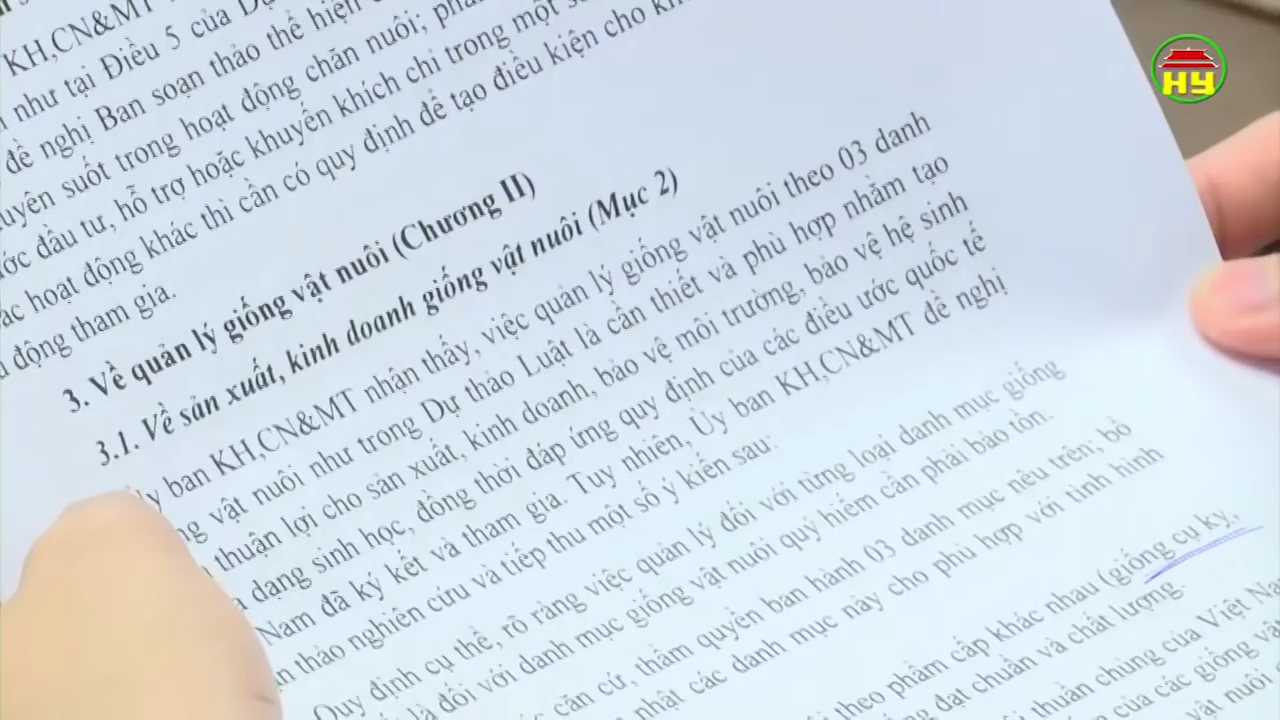 KH,CN&MT
như tại Điều 5 của
đề nghị Ban soạn thảo thể hiện
suốt trong hoạt động chăn nuôi;
đầu tư, hỗ trợ hoặc khuyến khích chỉ trong một
hoạt động khác thì cần có quy định để tạo điều kiện cho
động tham gia.
3. Về quản lý giống vật nuôi (Chương II)
3.1. Về sản xuất, kinh doanh giống vật nuôi (Mục 2)
ban KH,CN&MT nhận thấy, việc quản lý giống vật nuôi theo 03 danh
vật nuôi như trong Dự thảo Luật là cần thiết và phù hợp nhằm tạo
thuận lợi cho sản xuất, kinh doanh, bảo vệ môi trường, bảo vệ hệ sinh
dạng sinh học, đồng thời đáp ứng quy định của các điều ước quốc tế
Nam đã ký kết và tham gia. Tuy nhiên, Ủy ban KH,CN&MT đề nghị
thảo nghiên cứu và tiếp thu một số ý kiến sau:
Quy định cụ thể, rõ ràng việc quản lý đối với từng loại danh mục giống
là đối với danh mục giống vật nuôi quý hiếm cần phải bảo tồn.
căn cứ, thẩm quyền ban hành 03 danh mục nêu trên; bổ
nhật các danh mục này cho phù hợp với tình hình
theo phẩm cấp khác nhau (giống cụ kỵ,
đạt chuẩn và chất lượng.
thuần chủng của Việt
của các giống
vật nuôi
HY